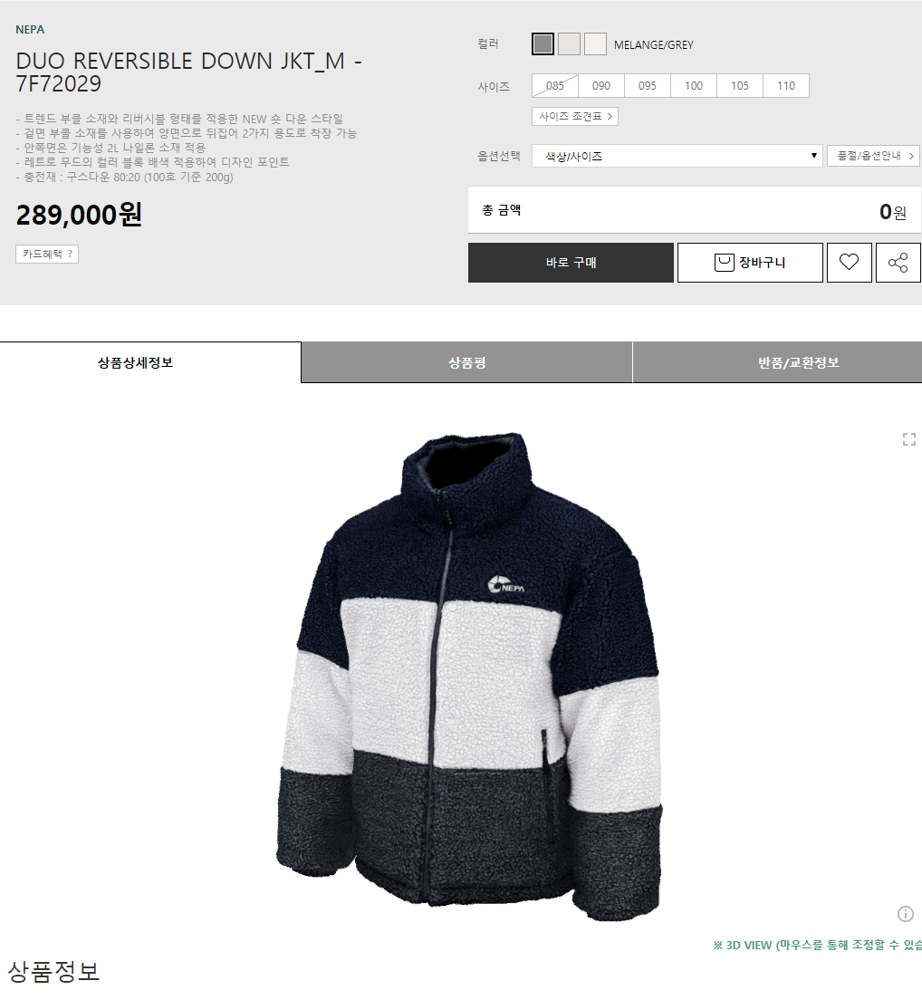 NEPA
DUO REVERSIBLE DOWN JKT_M -
7F72029
- 트렌드 부클 소재와 리버시블 형태를 적용한 NEW 숏 다운 스타일
- 겉면 부클 소재를 사용하여 양면으로 뒤집어 2가지 용도로 착장 가능
- 안쪽면은 기능성 2L 나일론 소재 적용
- 레트로 무드의 컬러 블록 배색 적용하여 디자인 포인트
- 충전재 : 구스다운 80:20 (100호 기준 200g)
289,000원
카드혜택 ?
컬러 MELANGE/GREY
사이즈 085 090 095 100 105 110
사이즈 조견표 >
옵션선택 색상/사이즈 ▼ 품절/옵션안내 >
총 금액 0원
바로 구매 장바구니
상품상세정보 상품평 반품/교환정보
NEPA
※ 3D VIEW (마우스를 통해 조정할 수 있습
상품정보